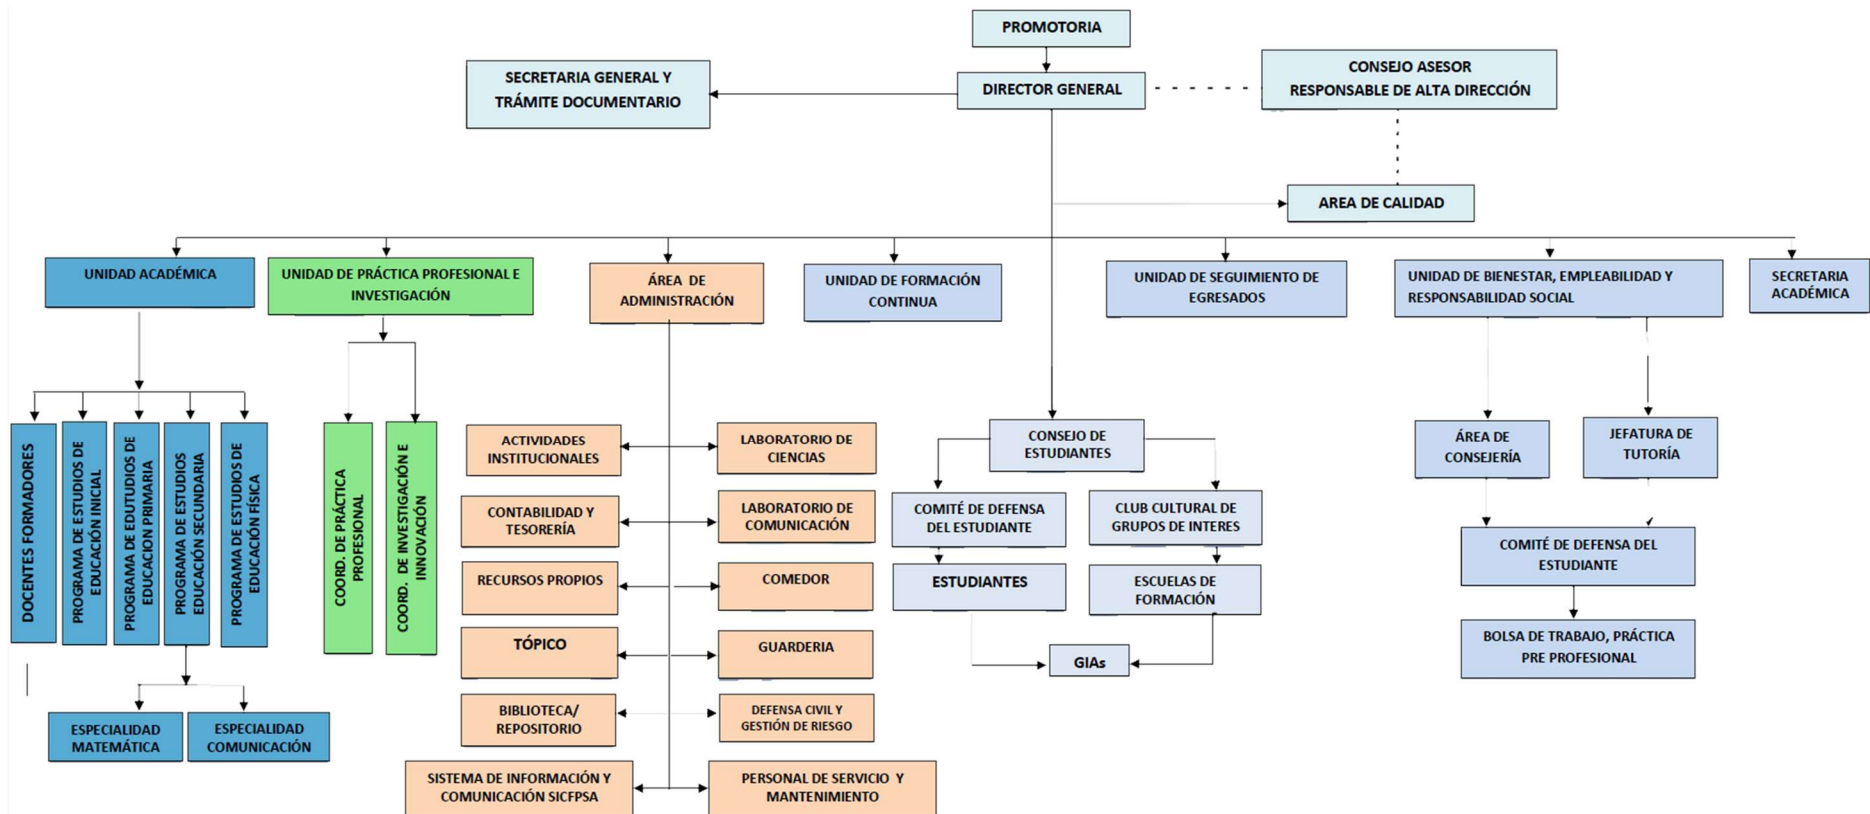 PROMOTORIA
SECRETARIA GENERAL Y
TRÁMITE DOCUMENTARIO
DIRECTOR GENERAL
CONSEJO ASESOR
RESPONSABLE DE ALTA DIRECCIÓN
AREA DE CALIDAD
UNIDAD ACADÉMICA
UNIDAD DE PRÁCTICA PROFESIONAL E
INVESTIGACIÓN
ÁREA DE
ADMINISTRACIÓN
UNIDAD DE FORMACIÓN
CONTINUA
UNIDAD DE SEGUIMIENTO DE
EGRESADOS
UNIDAD DE BIENESTAR, EMPLEABILIDAD Y
RESPONSABILIDAD SOCIAL
SECRETARIA
ACADÉMICA
DOCENTES FORMADORES
PROGRAMA DE ESTUDIOS DE
EDUCACIÓN INICIAL
PROGRAMA DE EDUTUDIOS DE
EDUCACION PRIMARIA
PROGRAMA DE ESTUDIOS
EDUCACIÓN SECUNDARIA
PROGRAMA DE ESTUDIOS DE
EDUCACIÓN FÍSICA
ESPECIALIDAD
MATEMÁTICA
ESPECIALIDAD
COMUNICACIÓN
COORD. DE PRÁCTICA
PROFESIONAL
COORD. DE INVESTIGACIÓN E
INNOVACIÓN
ACTIVIDADES
INSTITUCIONALES
LABORATORIO DE
CIENCIAS
CONTABILIDAD Y
TESORERÍA
LABORATORIO DE
COMUNICACIÓN
RECURSOS PROPIOS
COMEDOR
TÓPICO
GUARDERIA
BIBLIOTECA/
REPOSITORIO
DEFENSA CIVIL Y
GESTIÓN DE RIESGO
SISTEMA DE INFORMACIÓN Y
COMUNICACIÓN SICFPSA
PERSONAL DE SERVICIO Y
MANTENIMIENTO
CONSEJO DE
ESTUDIANTES
COMITÉ DE DEFENSA
DEL ESTUDIANTE
CLUB CULTURAL DE
GRUPOS DE INTERES
ESTUDIANTES
ESCUELAS DE
FORMACIÓN
GIAs
ÁREA DE
CONSEJERÍA
JEFATURA DE
TUTORÍA
COMITÉ DE DEFENSA DEL
ESTUDIANTE
BOLSA DE TRABAJO, PRÁCTICA
PRE PROFESIONAL